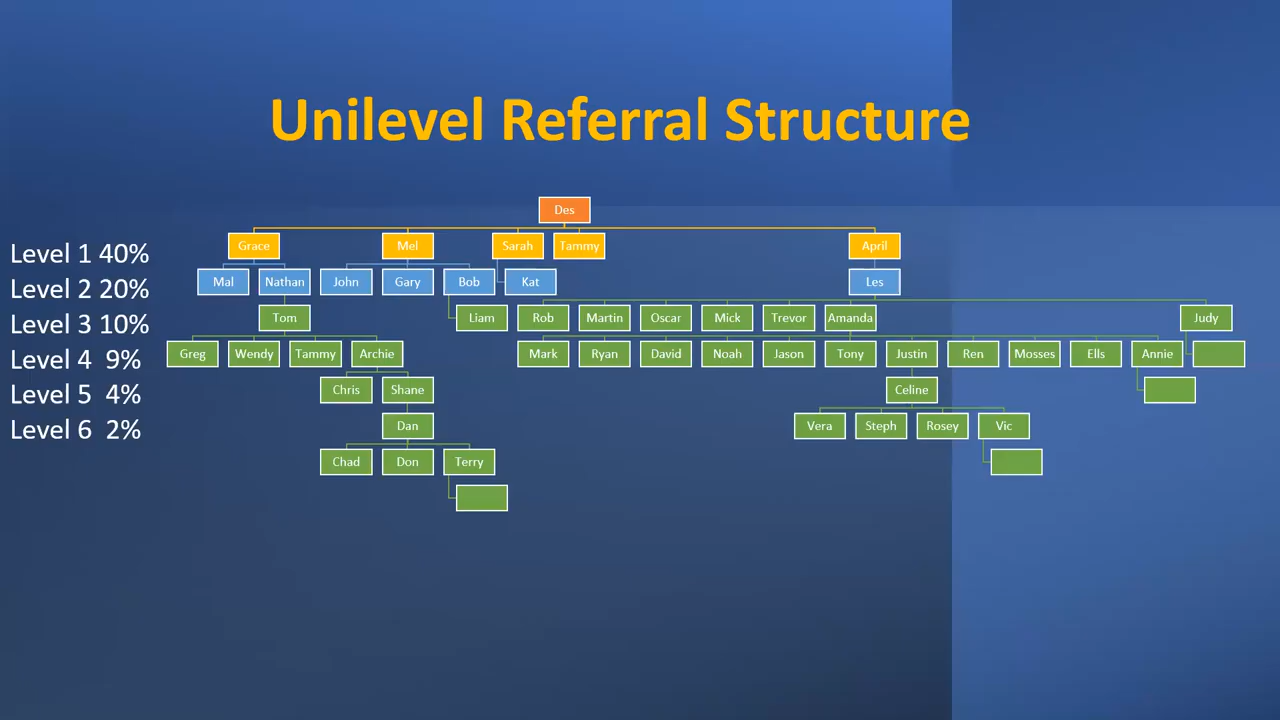 Unilevel Referral Structure
Des
Level 1 40%
Grace Mel Sarah Tammy April
Level 2 20%
Mal Nathan John Gary Bob Kat Les
Level 3 10%
Tom Liam Rob Martin Oscar Mick Trevor Amanda Judy
Level 4 9%
Greg Wendy Tammy Archie Mark Ryan David Noah Jason Tony Justin Ren Mosses Ells Annie
Level 5 4%
Chris Shane Celine
Level 6 2%
Dan Vera Steph Rosey Vic
Chad Don Terry